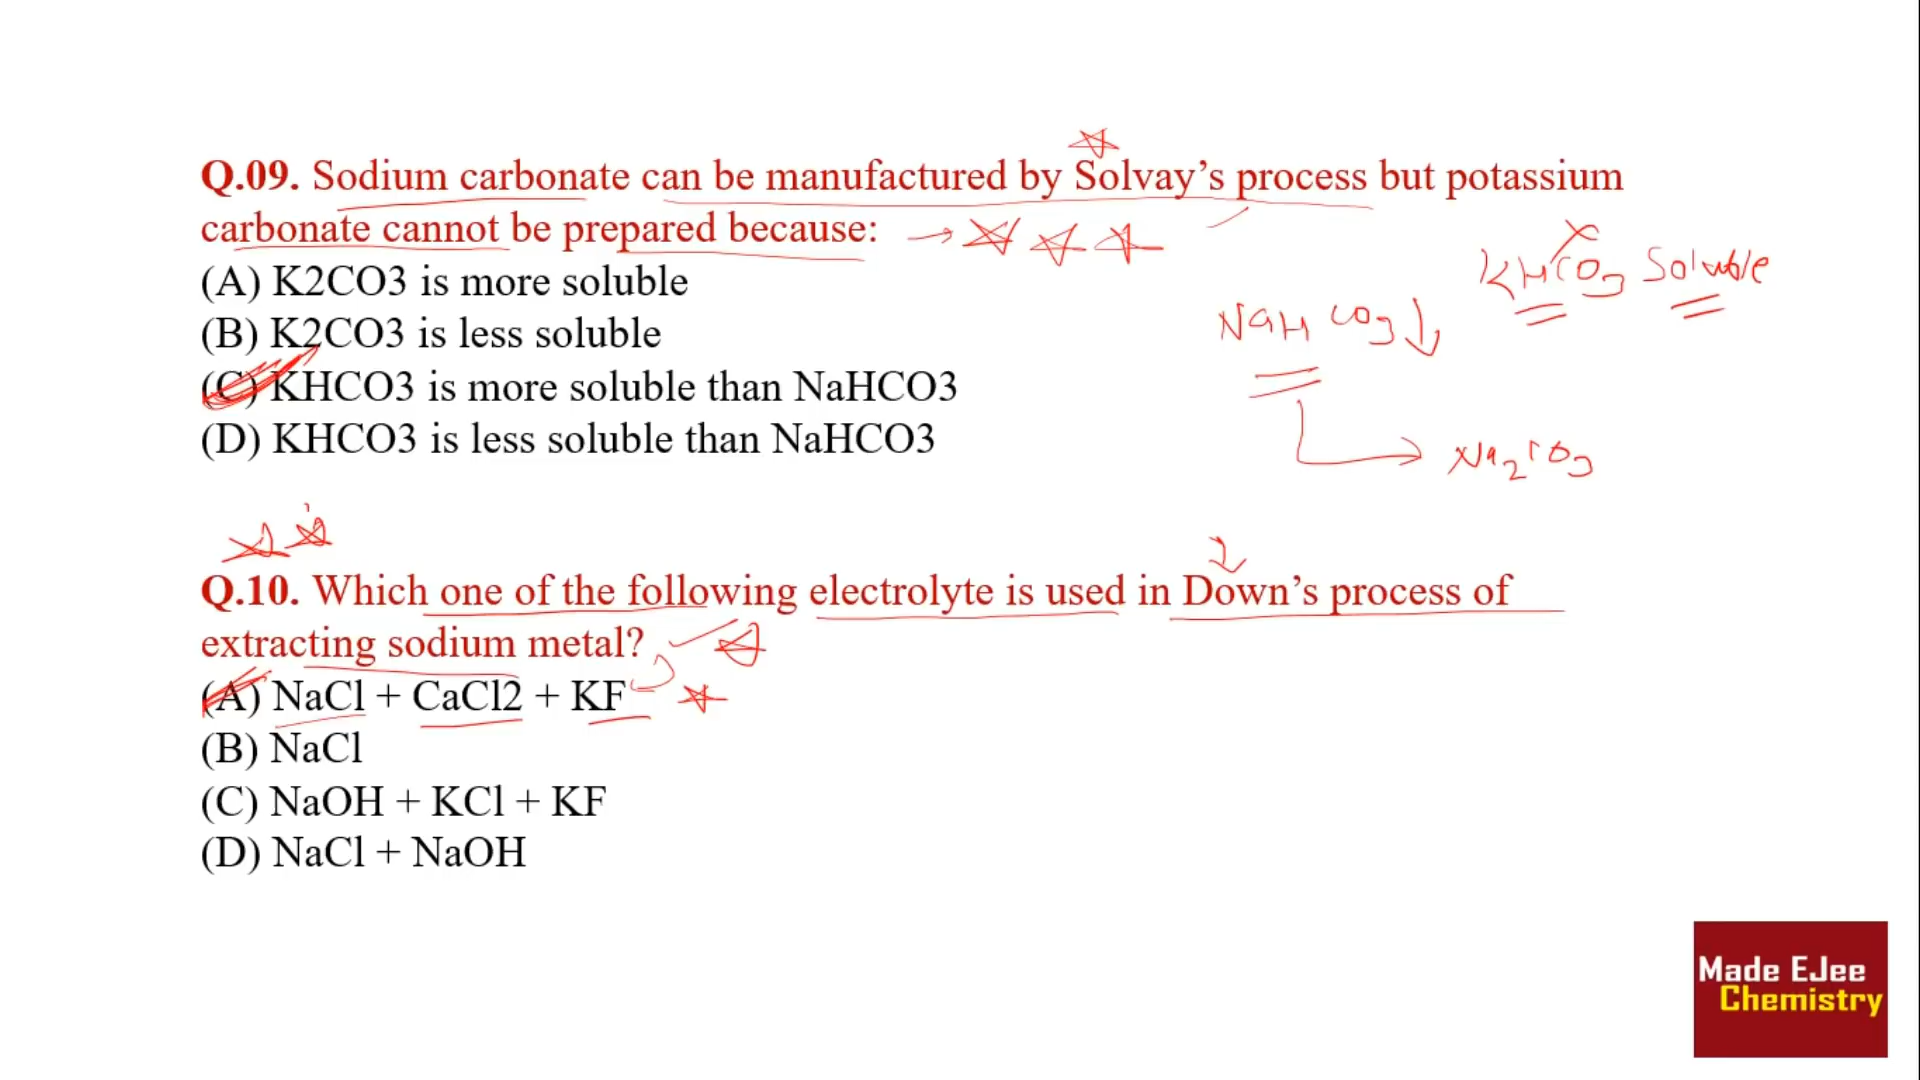 Q.09. Sodium carbonate can be manufactured by Solvay’s process but potassium
carbonate cannot be prepared because:
(A) K2CO3 is more soluble
(B) K2CO3 is less soluble
(C) KHCO3 is more soluble than NaHCO3
(D) KHCO3 is less soluble than NaHCO3
KHCO3 Soluble
NaHCO3↓
Na2CO3
Q.10. Which one of the following electrolyte is used in Down’s process of
extracting sodium metal?
(A) NaCl + CaCl2 + KF
(B) NaCl
(C) NaOH + KCl + KF
(D) NaCl + NaOH
Made EJee
Chemistry